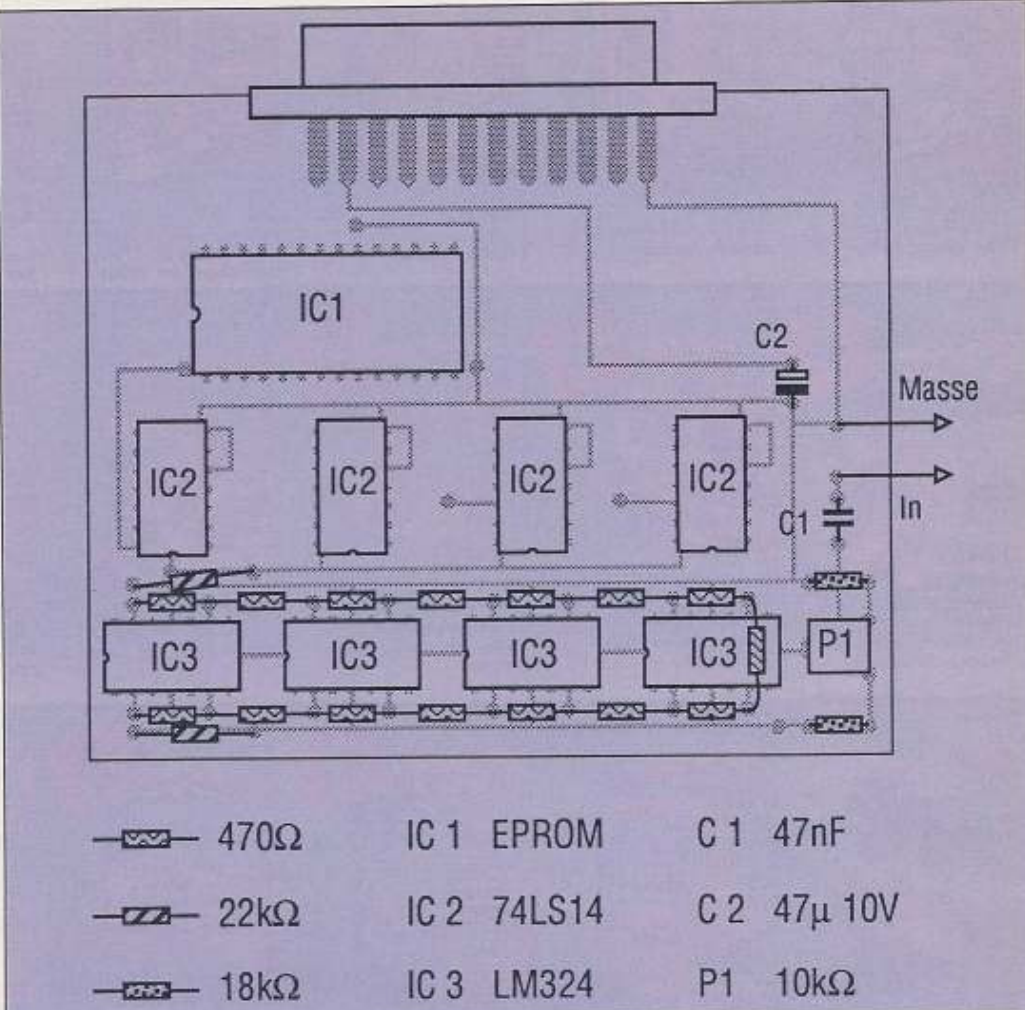 IC1
C2
Masse
IC2 IC2 IC2 IC2
C1 In
IC3 IC3 IC3 IC3 P1
470Ω IC 1 EPROM C 1 47nF
22kΩ IC 2 74LS14 C 2 47µ 10V
18kΩ IC 3 LM324 P1 10kΩ